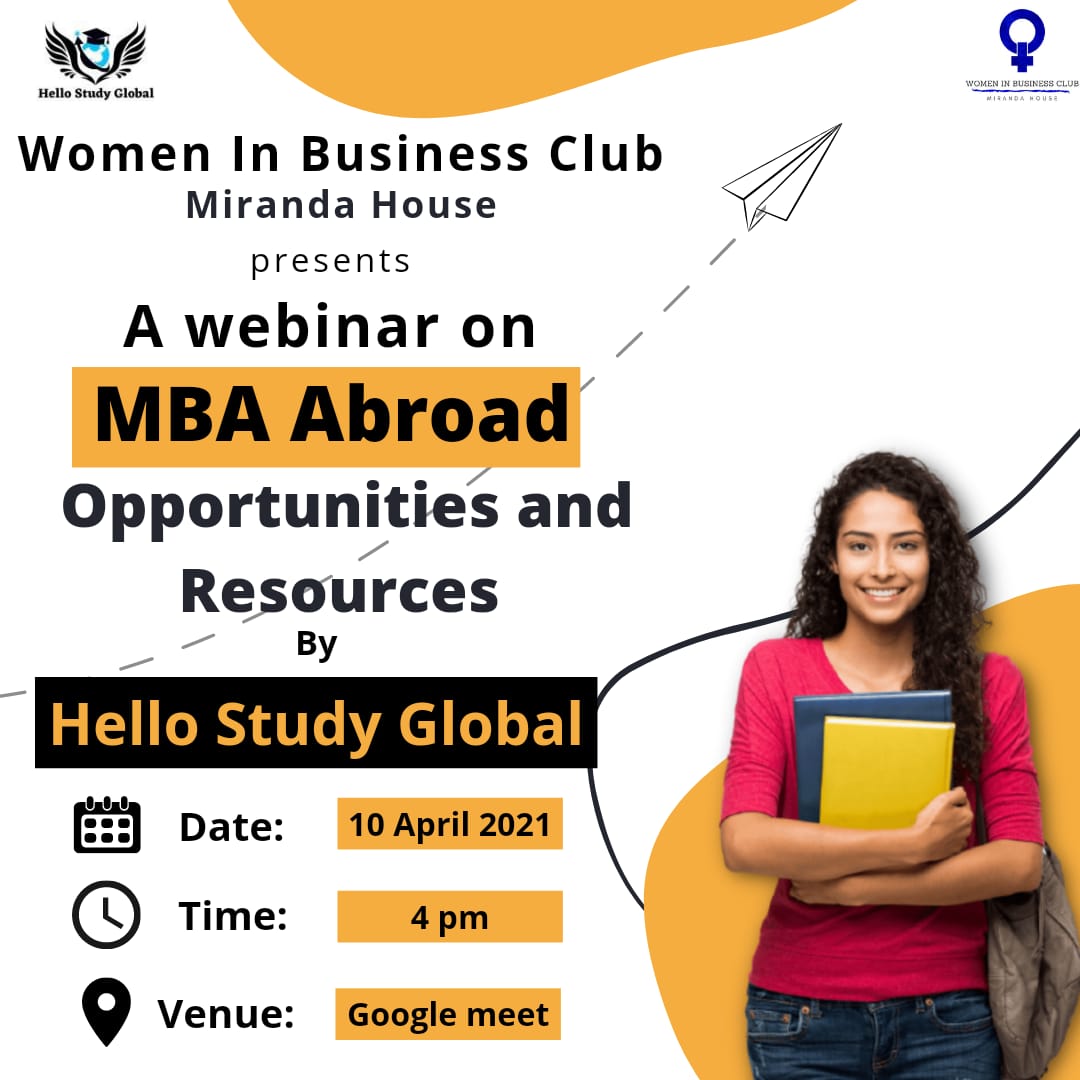 Hello Study Global
WOMEN IN BUSINESS CLUB
MIRANDA HOUSE
Women In Business Club
Miranda House
presents
A webinar on
MBA Abroad
Opportunities and
Resources
By
Hello Study Global
Date: 10 April 2021
Time: 4 pm
Venue: Google meet